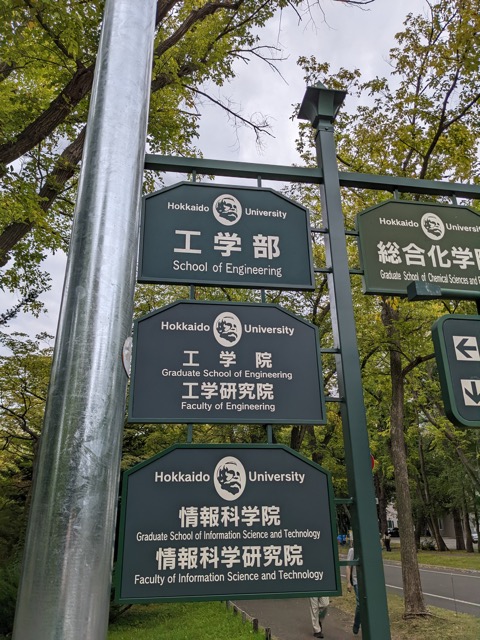 Hokkaido University
工学部
School of Engineering
Hokkaido University
工学院
Graduate School of Engineering
工学研究院
Faculty of Engineering
Hokkaido University
情報科学院
Graduate School of Information Science and Technology
情報科学研究院
Faculty of Information Science and Technology
Hokkaido University
総合化学院
Graduate School of Chemical Sciences and